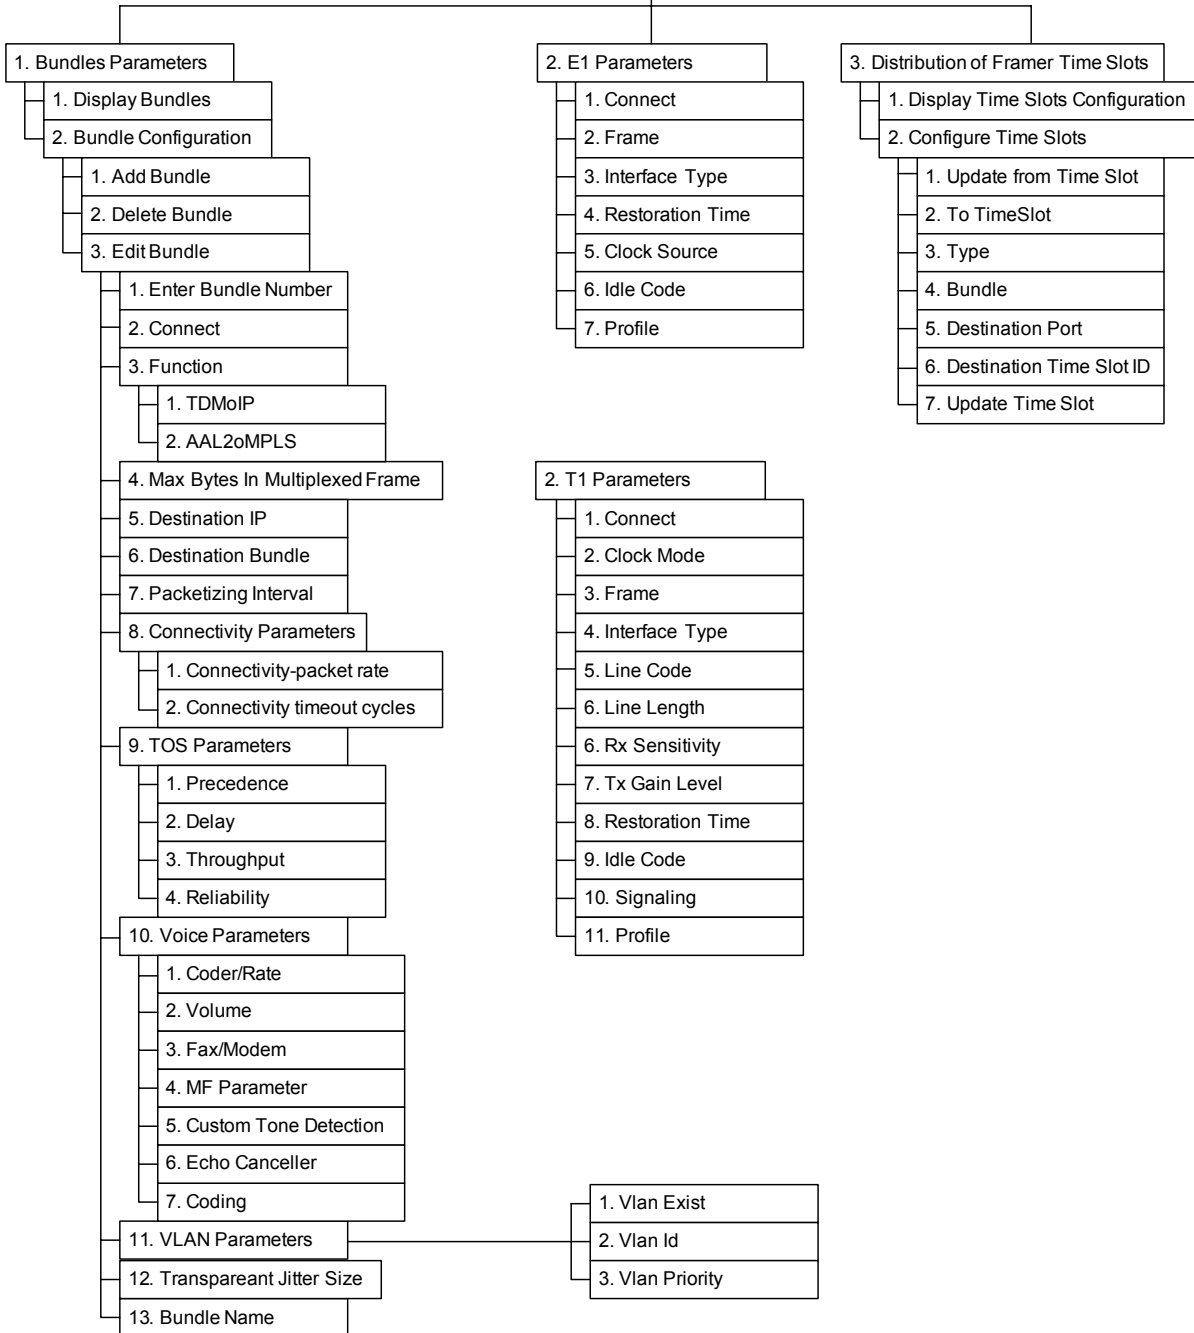 1. Bundles Parameters
1. Display Bundles
2. Bundle Configuration
1. Add Bundle
2. Delete Bundle
3. Edit Bundle
1. Enter Bundle Number
2. Connect
3. Function
1. TDMoIP
2. AAL2oMPLS
4. Max Bytes In Multiplexed Frame
5. Destination IP
6. Destination Bundle
7. Packetizing Interval
8. Connectivity Parameters
1. Connectivity-packet rate
2. Connectivity timeout cycles
9. TOS Parameters
1. Precedence
2. Delay
3. Throughput
4. Reliability
10. Voice Parameters
1. Coder/Rate
2. Volume
3. Fax/Modem
4. MF Parameter
5. Custom Tone Detection
6. Echo Canceller
7. Coding
11. VLAN Parameters
1. Vlan Exist
2. Vlan Id
3. Vlan Priority
12. Transpareant Jitter Size
13. Bundle Name
2. E1 Parameters
1. Connect
2. Frame
3. Interface Type
4. Restoration Time
5. Clock Source
6. Idle Code
7. Profile
2. T1 Parameters
1. Connect
2. Clock Mode
3. Frame
4. Interface Type
5. Line Code
6. Line Length
6. Rx Sensitivity
7. Tx Gain Level
8. Restoration Time
9. Idle Code
10. Signaling
11. Profile
3. Distribution of Framer Time Slots
1. Display Time Slots Configuration
2. Configure Time Slots
1. Update from Time Slot
2. To TimeSlot
3. Type
4. Bundle
5. Destination Port
6. Destination Time Slot ID
7. Update Time Slot